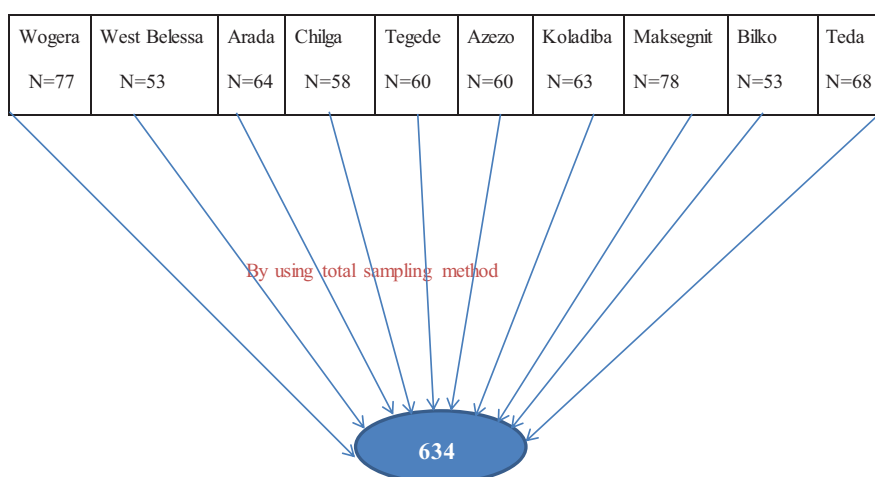 Wogera West Belessa Arada Chilga Tegede Azezo Koladiba Maksegnit Bilko Teda
N=77 N=53 N=64 N=58 N=60 N=60 N=63 N=78 N=53 N=68
By using total sampling method
634